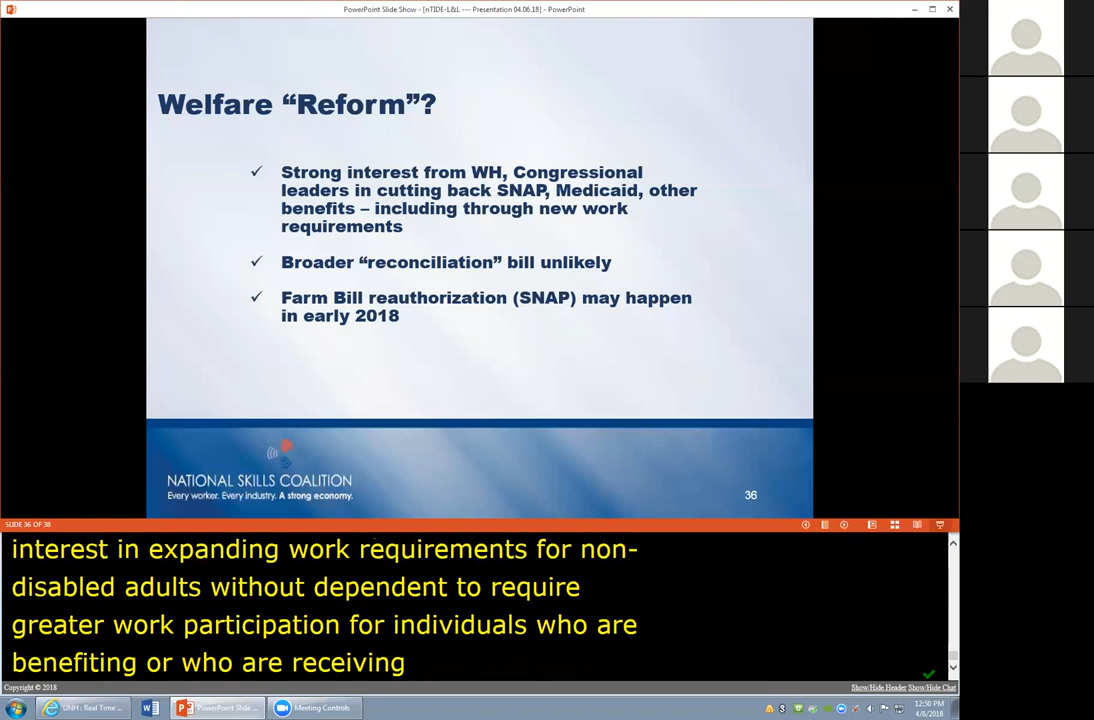 PowerPoint Slide Show - [nTIDE-L&L --- Presentation 04.06.18] - PowerPoint
Welfare “Reform”?
✓ Strong interest from WH, Congressional
leaders in cutting back SNAP, Medicaid, other
benefits – including through new work
requirements
✓ Broader “reconciliation” bill unlikely
✓ Farm Bill reauthorization (SNAP) may happen
in early 2018
NATIONAL SKILLS COALITION
Every worker. Every industry. A strong economy.
36
SLIDE 36 OF 38
interest in expanding work requirements for non-
disabled adults without dependent to require
greater work participation for individuals who are
benefiting or who are receiving
Copyright © 2018
Show/Hide Header Show/Hide Chat
UNH : Real Time ...
PowerPoint Slide ...
Meeting Controls
12:50 PM
4/6/2018